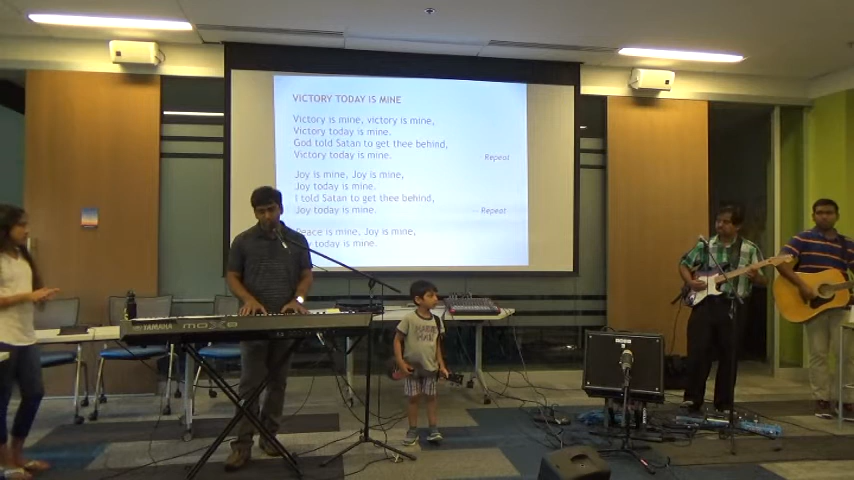 VICTORY TODAY IS MINE
Victory is mine, victory is mine,
Victory today is mine.
God told Satan to get thee behind,
Victory today is mine. Repeat
Joy is mine, Joy is mine,
Joy today is mine.
I told Satan to get thee behind,
Joy today is mine. Repeat
Peace is mine, Joy is mine,
today is mine.
YAMAHA MOX8